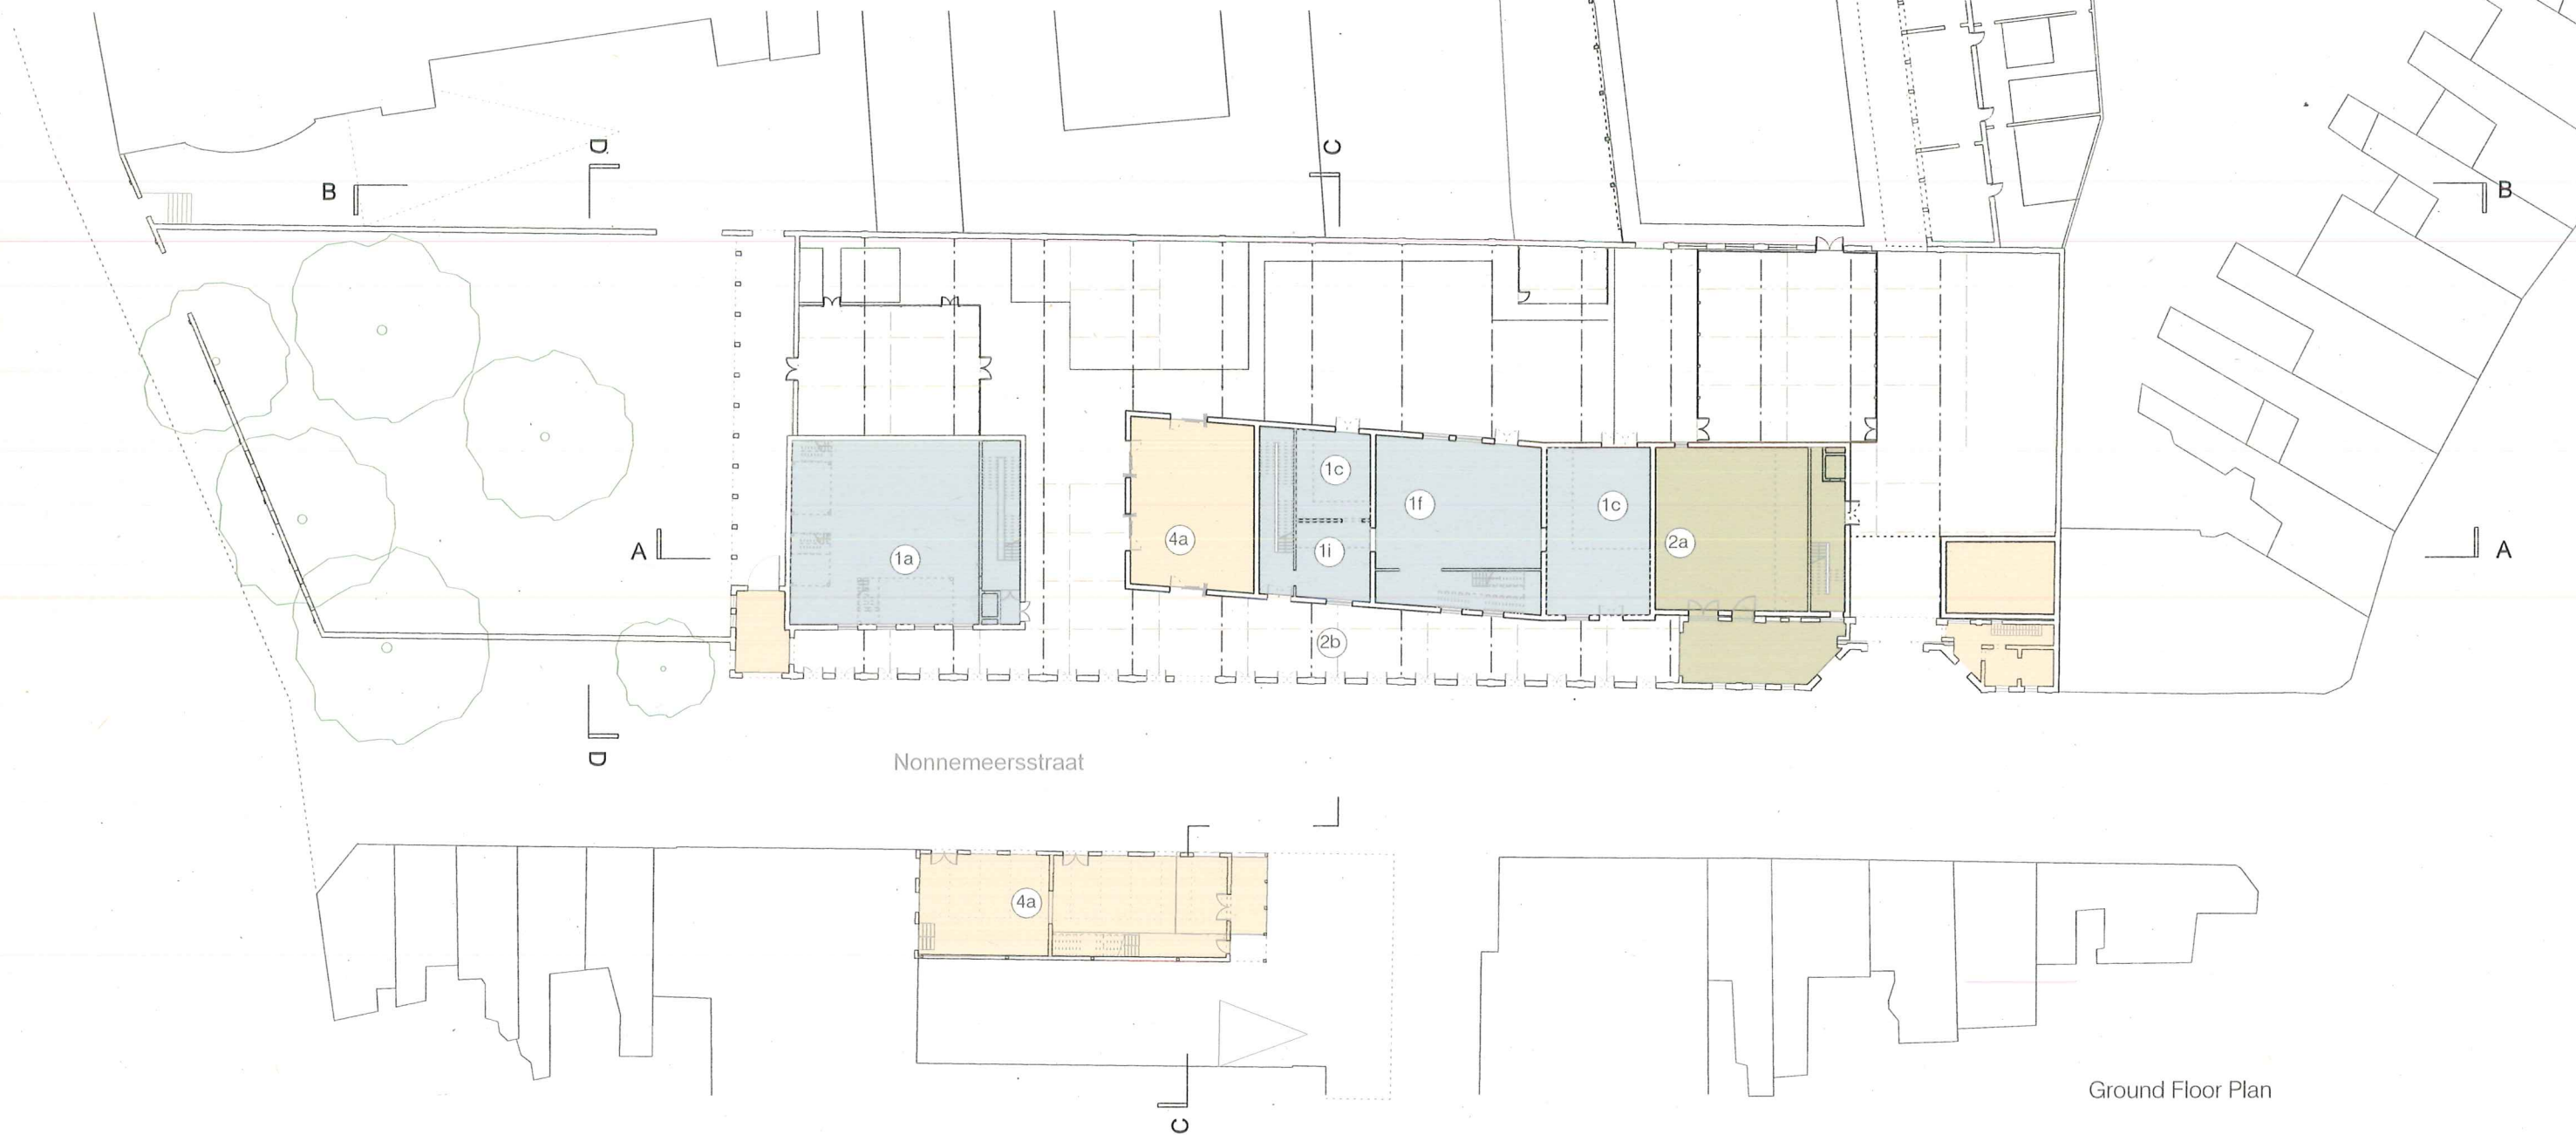 D
C
B
B
1c
1f
1c
4a
1i
2a
1a
A
A
2b
D
Nonnemeersstraat
4a
Ground Floor Plan
C